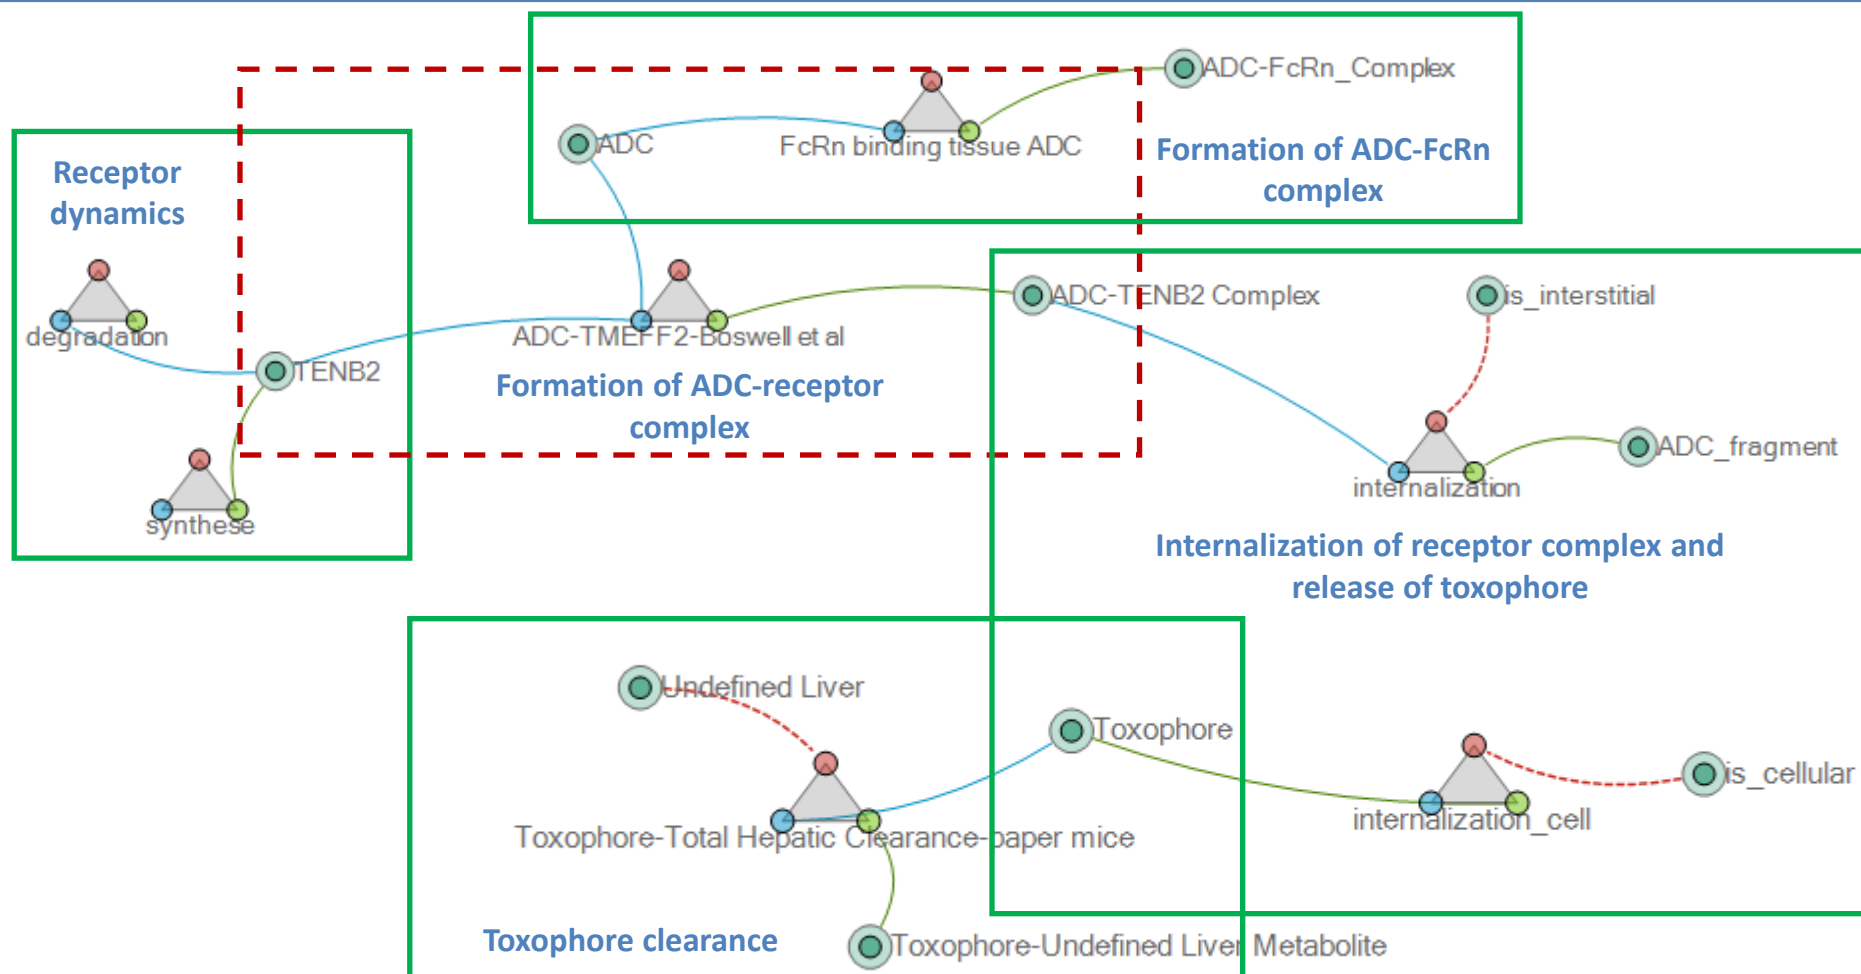 ADC-FcRn_Complex
ADC
FcRn binding tissue ADC
Formation of ADC-FcRn
complex
Receptor
dynamics
degradation
TENB2
synthese
ADC-TMEFF2-Boswell et al
Formation of ADC-receptor
complex
ADC-TENB2 Complex
is_interstitial
ADC_fragment
internalization
Internalization of receptor complex and
release of toxophore
Undefined Liver
Toxophore
is_cellular
internalization_cell
Toxophore-Total Hepatic Clearance-paper mice
Toxophore clearance
Toxophore-Undefined Liver Metabolite